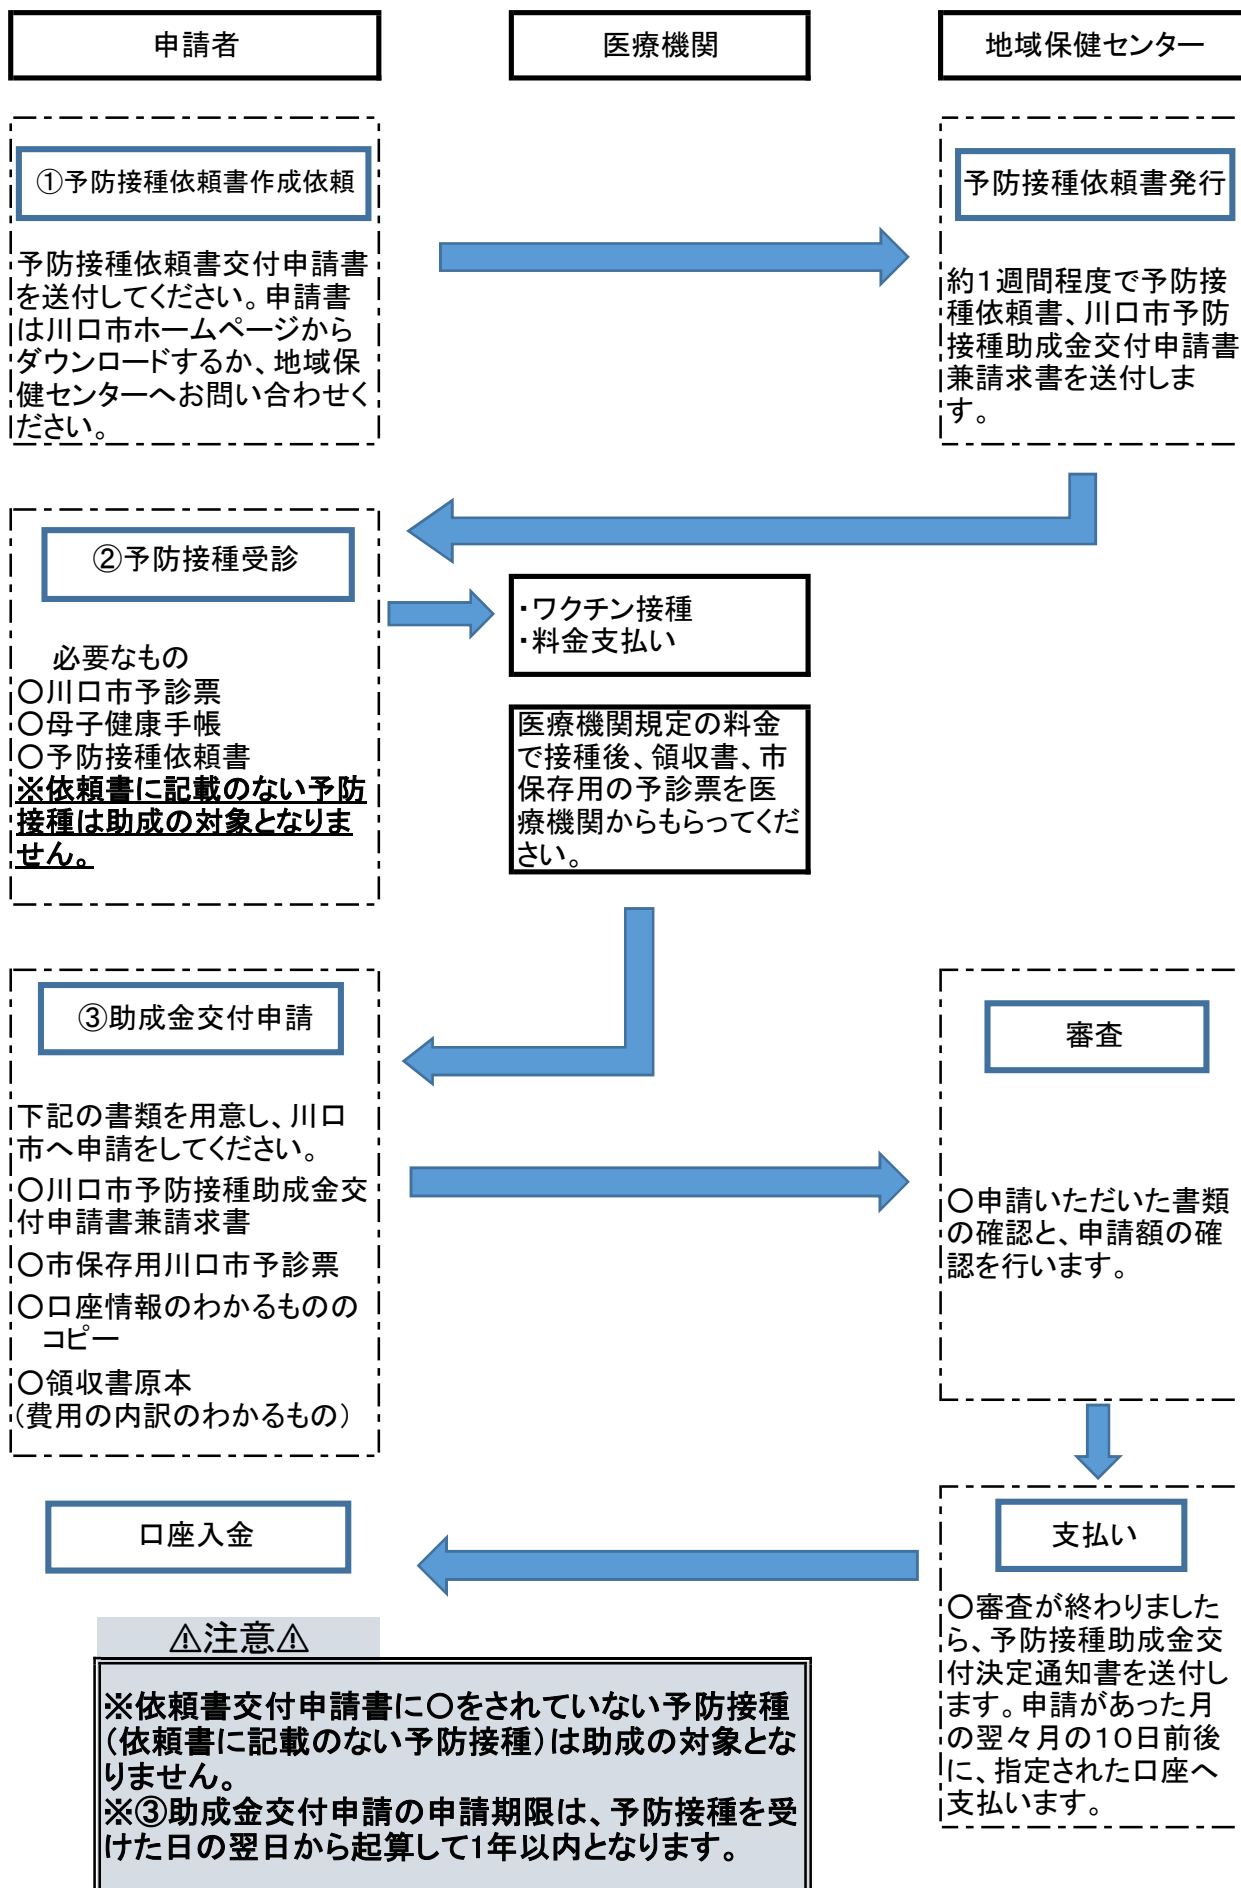 申請者
医療機関
地域保健センター
①予防接種依頼書作成依頼
予防接種依頼書交付申請書
を送付してください。申請書
は川口市ホームページから
ダウンロードするか、地域保
健センターへお問い合わせく
ださい。
予防接種依頼書発行
約1週間程度で予防接
種依頼書、川口市予防
接種助成金交付申請書
兼請求書を送付しま
す。
②予防接種受診
必要なもの
○川口市予診票
○母子健康手帳
○予防接種依頼書
※依頼書に記載のない予防
接種は助成の対象となりま
せん。
・ワクチン接種
・料金支払い
医療機関規定の料金
で接種後、領収書、市
保存用の予診票を医
療機関からもらってくだ
さい。
③助成金交付申請
下記の書類を用意し、川口
市へ申請をしてください。
○川口市予防接種助成金交
付申請書兼請求書
○市保存用川口市予診票
○口座情報のわかるものの
コピー
○領収書原本
(費用の内訳のわかるもの)
審査
○申請いただいた書類
の確認と、申請額の確
認を行います。
口座入金
支払い
○審査が終わりました
ら、予防接種助成金交
付決定通知書を送付し
ます。申請があった月
の翌々月の10日前後
に、指定された口座へ
支払います。
⚠注意⚠
※依頼書交付申請書に○をされていない予防接種
(依頼書に記載のない予防接種)は助成の対象とな
りません。
※③助成金交付申請の申請期限は、予防接種を受
けた日の翌日から起算して1年以内となります。